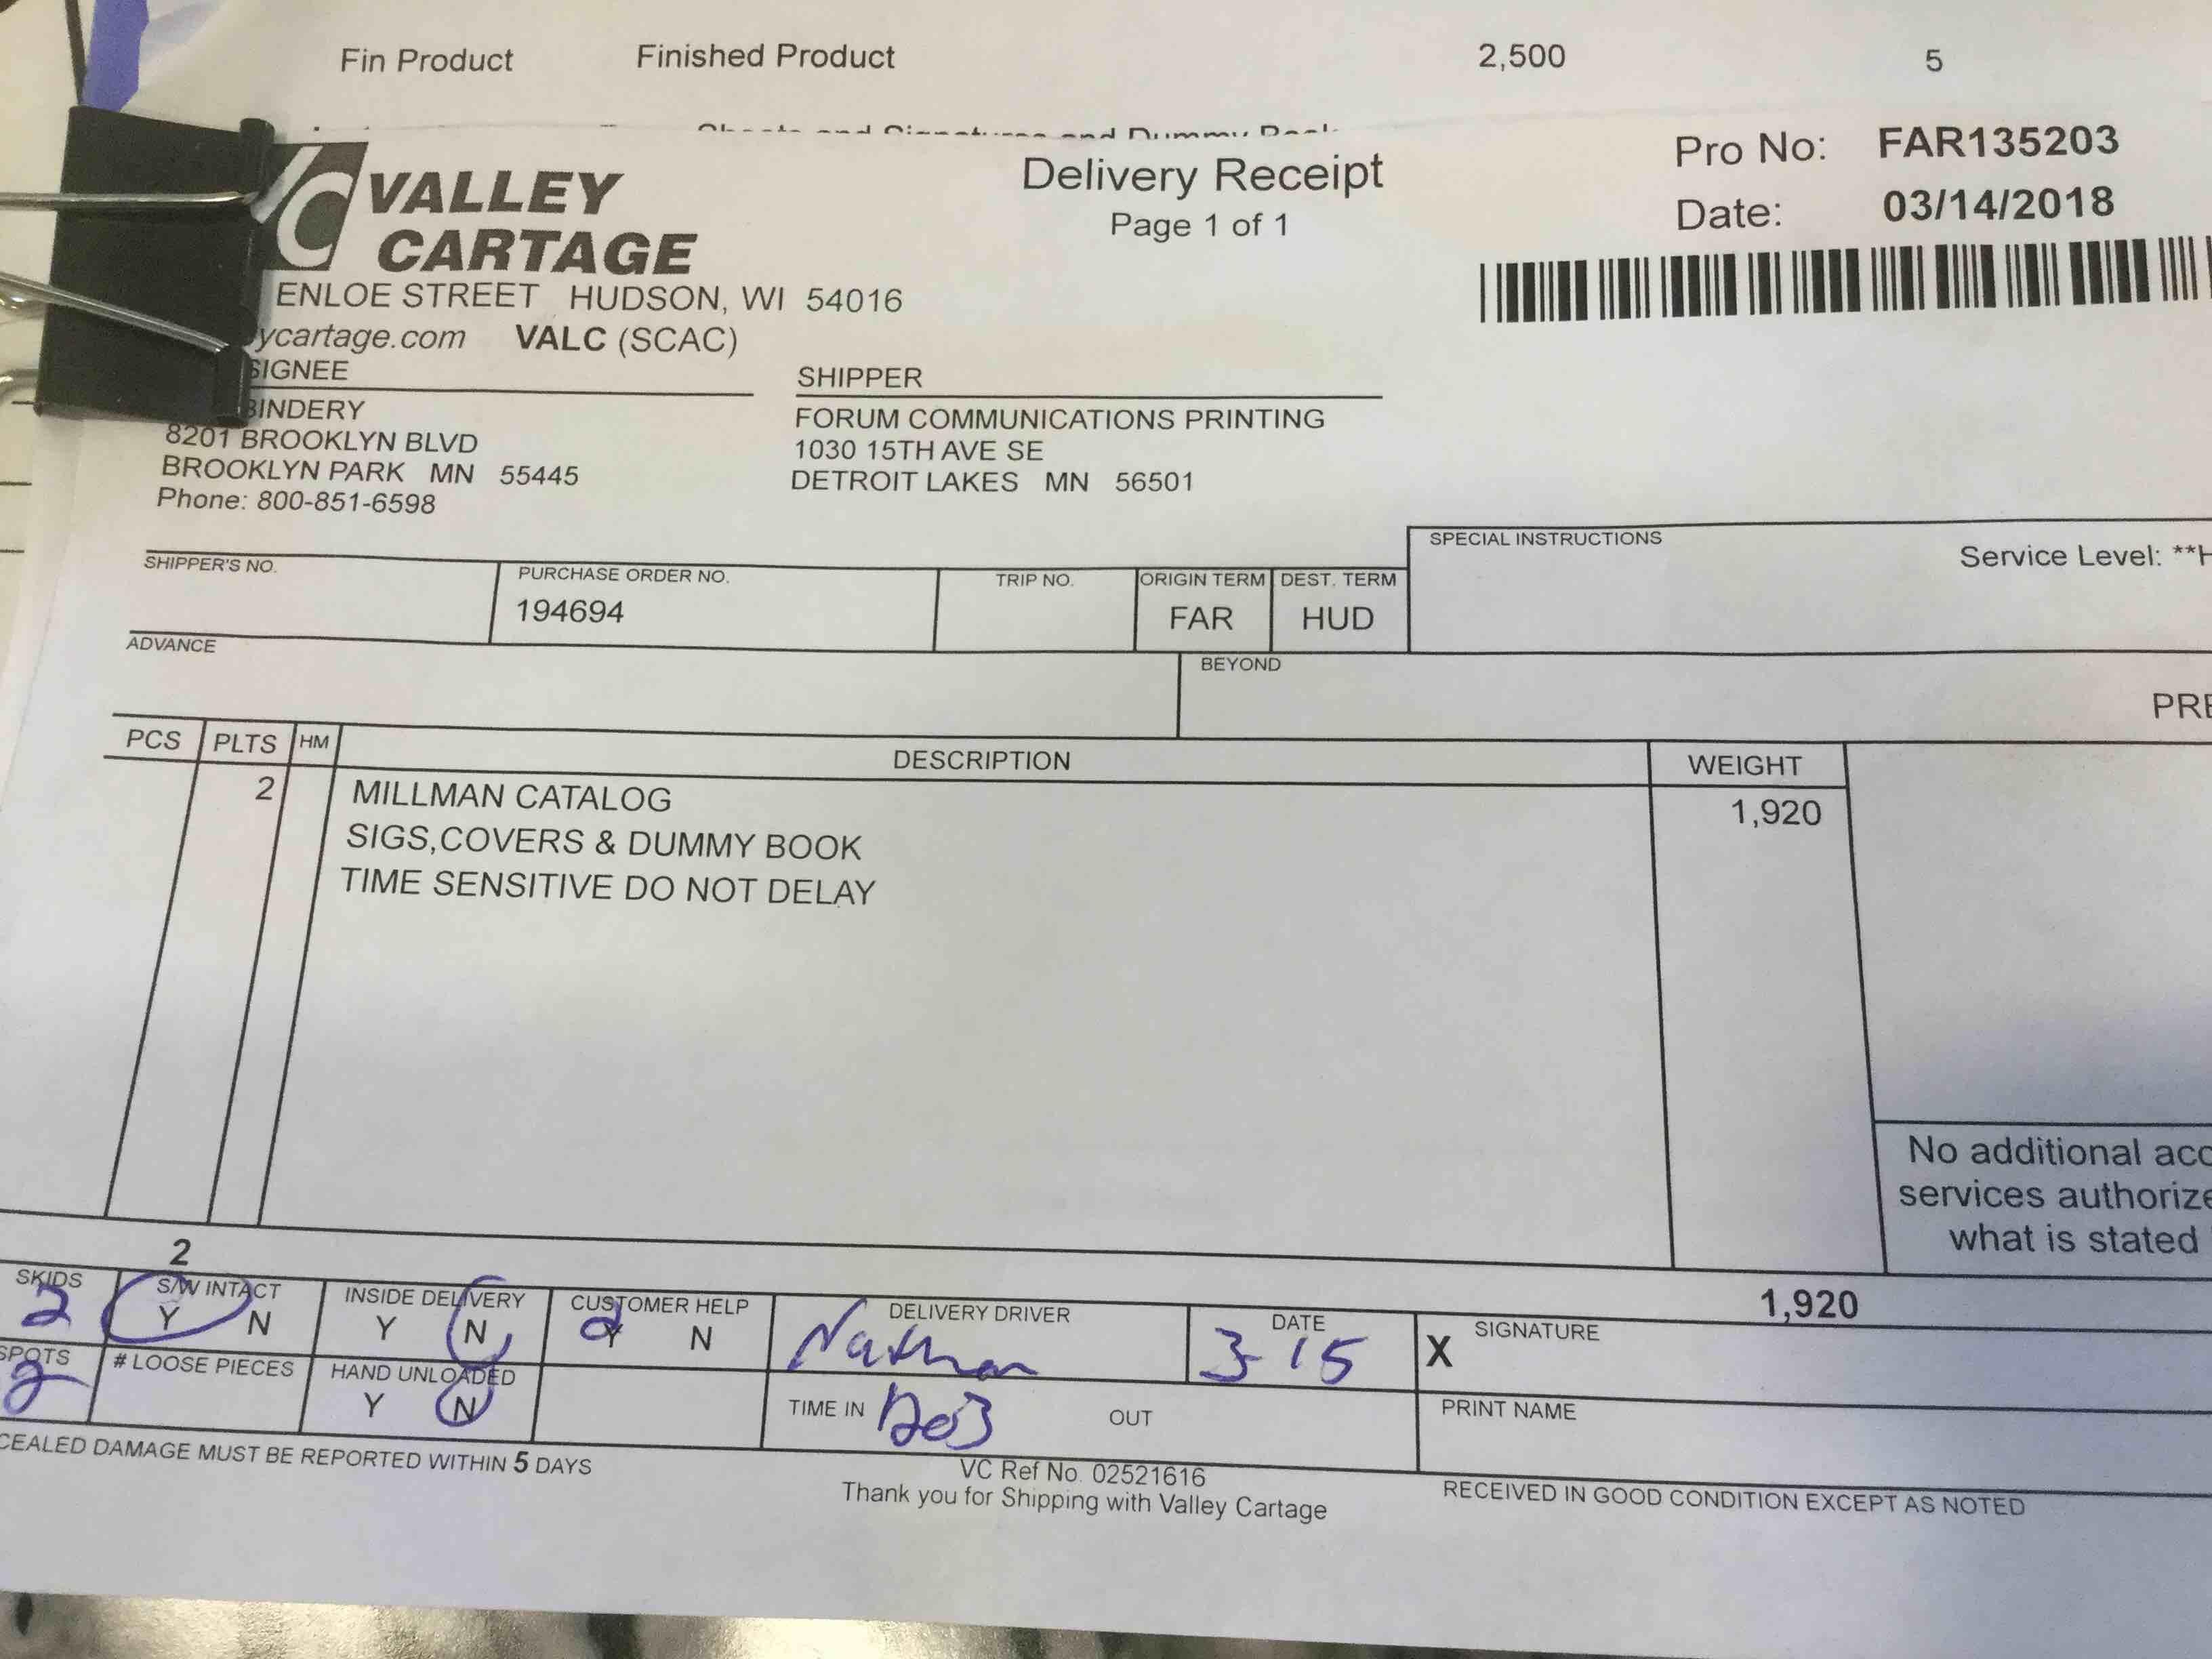 Fin Product Finished Product 2,500 5
and Dummy
VALLEY
CARTAGE
ENLOE STREET HUDSON, WI 54016
ycartage.com VALC (SCAC)
Delivery Receipt
Page 1 of 1
Pro No: FAR135203
Date: 03/14/2018
SIGNEE
BINDERY
8201 BROOKLYN BLVD
BROOKLYN PARK MN 55445
Phone: 800-851-6598
SHIPPER
FORUM COMMUNICATIONS PRINTING
1030 15TH AVE SE
DETROIT LAKES MN 56501
SPECIAL INSTRUCTIONS
Service Level: **H
SHIPPER'S NO. PURCHASE ORDER NO. TRIP NO. ORIGIN TERM DEST. TERM
194694 FAR HUD
ADVANCE BEYOND
PRE
PCS PLTS HM DESCRIPTION WEIGHT
2 MILLMAN CATALOG 1,920
SIGS,COVERS & DUMMY BOOK
TIME SENSITIVE DO NOT DELAY
No additional acc
services authorize
what is stated
2 1,920
SKIDS S/W INTACT INSIDE DELIVERY CUSTOMER HELP DELIVERY DRIVER DATE SIGNATURE
2 Y N Y N Y N Nathan 3-15 X
SPOTS # LOOSE PIECES HAND UNLOADED
2 Y N TIME IN 1203 OUT PRINT NAME
CEALED DAMAGE MUST BE REPORTED WITHIN 5 DAYS
VC Ref No. 02521616
Thank you for Shipping with Valley Cartage
RECEIVED IN GOOD CONDITION EXCEPT AS NOTED